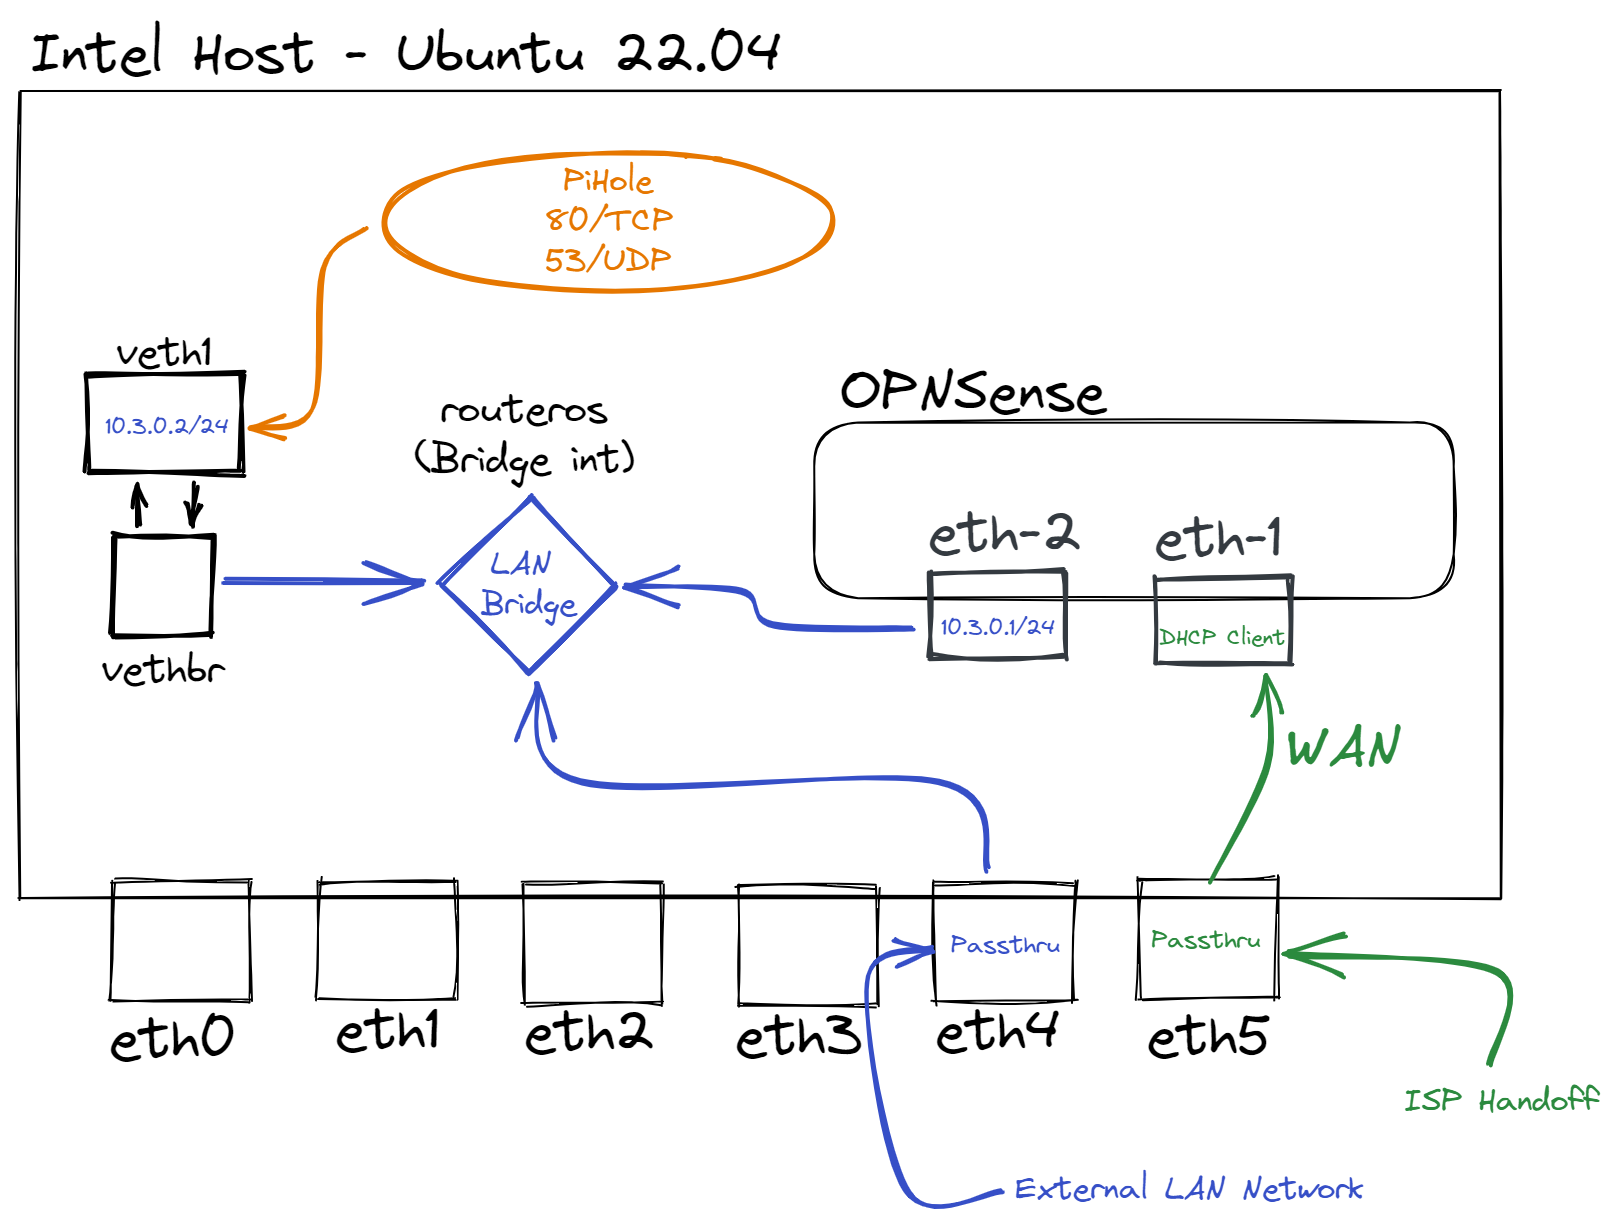 Intel Host - Ubuntu 22.04
PiHole
80/TCP
53/UDP
veth1
10.3.0.2/24
routeros
(Bridge int)
OPNSense
eth-2
eth-1
LAN
Bridge
10.3.0.1/24
DHCP Client
vethbr
WAN
Passthru
Passthru
eth0
eth1
eth2
eth3
eth4
eth5
ISP Handoff
External LAN Network